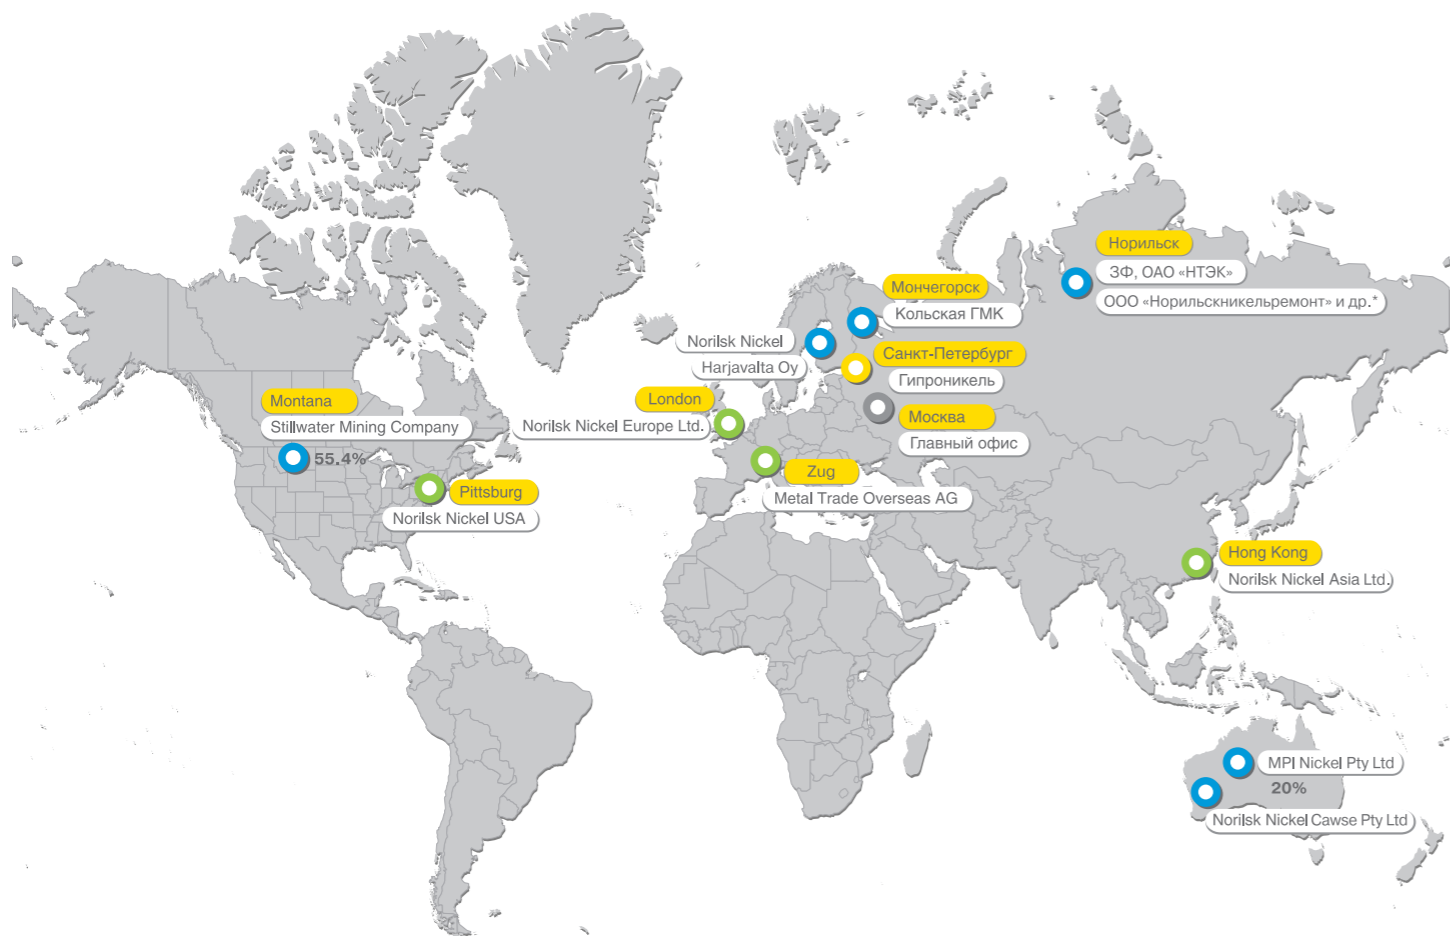 Норильск
ЗФ, ОАО «НТЭК»
ООО «Норильскникельремонт» и др.*
Мончегорск
Кольская ГМК
Norilsk Nickel
Harjavalta Oy
Санкт-Петербург
Гипроникель
Montana
Stillwater Mining Company
55.4%
London
Norilsk Nickel Europe Ltd.
Москва
Главный офис
Pittsburg
Norilsk Nickel USA
Zug
Metal Trade Overseas AG
Hong Kong
Norilsk Nickel Asia Ltd.
MPI Nickel Pty Ltd
20%
Norilsk Nickel Cawse Pty Ltd